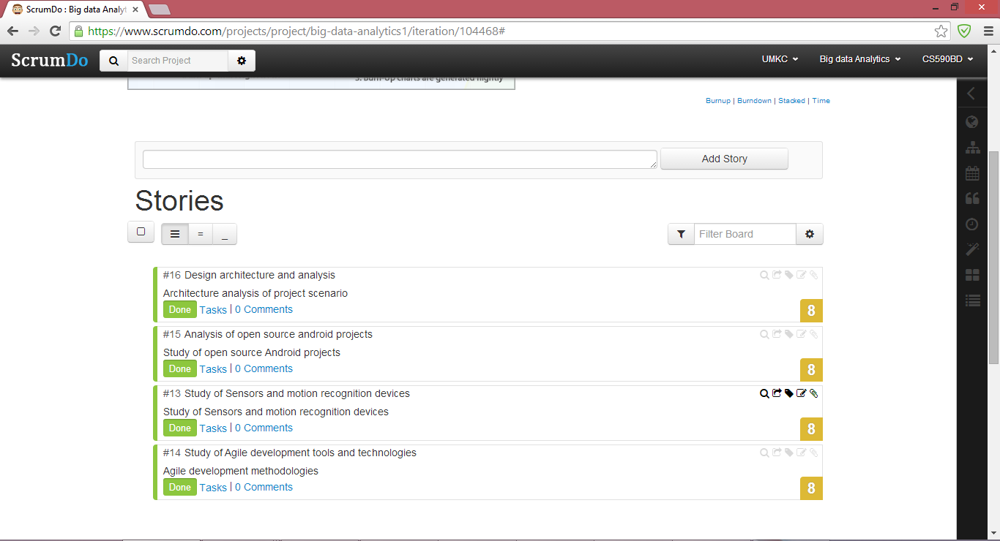 ScrumDo : Big data Analyt
https://www.scrumdo.com/projects/project/big-data-analytics1/iteration/104468#
ScrumDo Search Project UMKC Big data Analytics CS590BD
3. Burn-Up charts are generated nightly
Burnup | Burndown | Stacked | Time
Add Story
Stories
= _ Filter Board
#16 Design architecture and analysis
Architecture analysis of project scenario
Done Tasks | 0 Comments 8
#15 Analysis of open source android projects
Study of open source Android projects
Done Tasks | 0 Comments 8
#13 Study of Sensors and motion recognition devices
Study of Sensors and motion recognition devices
Done Tasks | 0 Comments 8
#14 Study of Agile development tools and technologies
Agile development methodologies
Done Tasks | 0 Comments 8